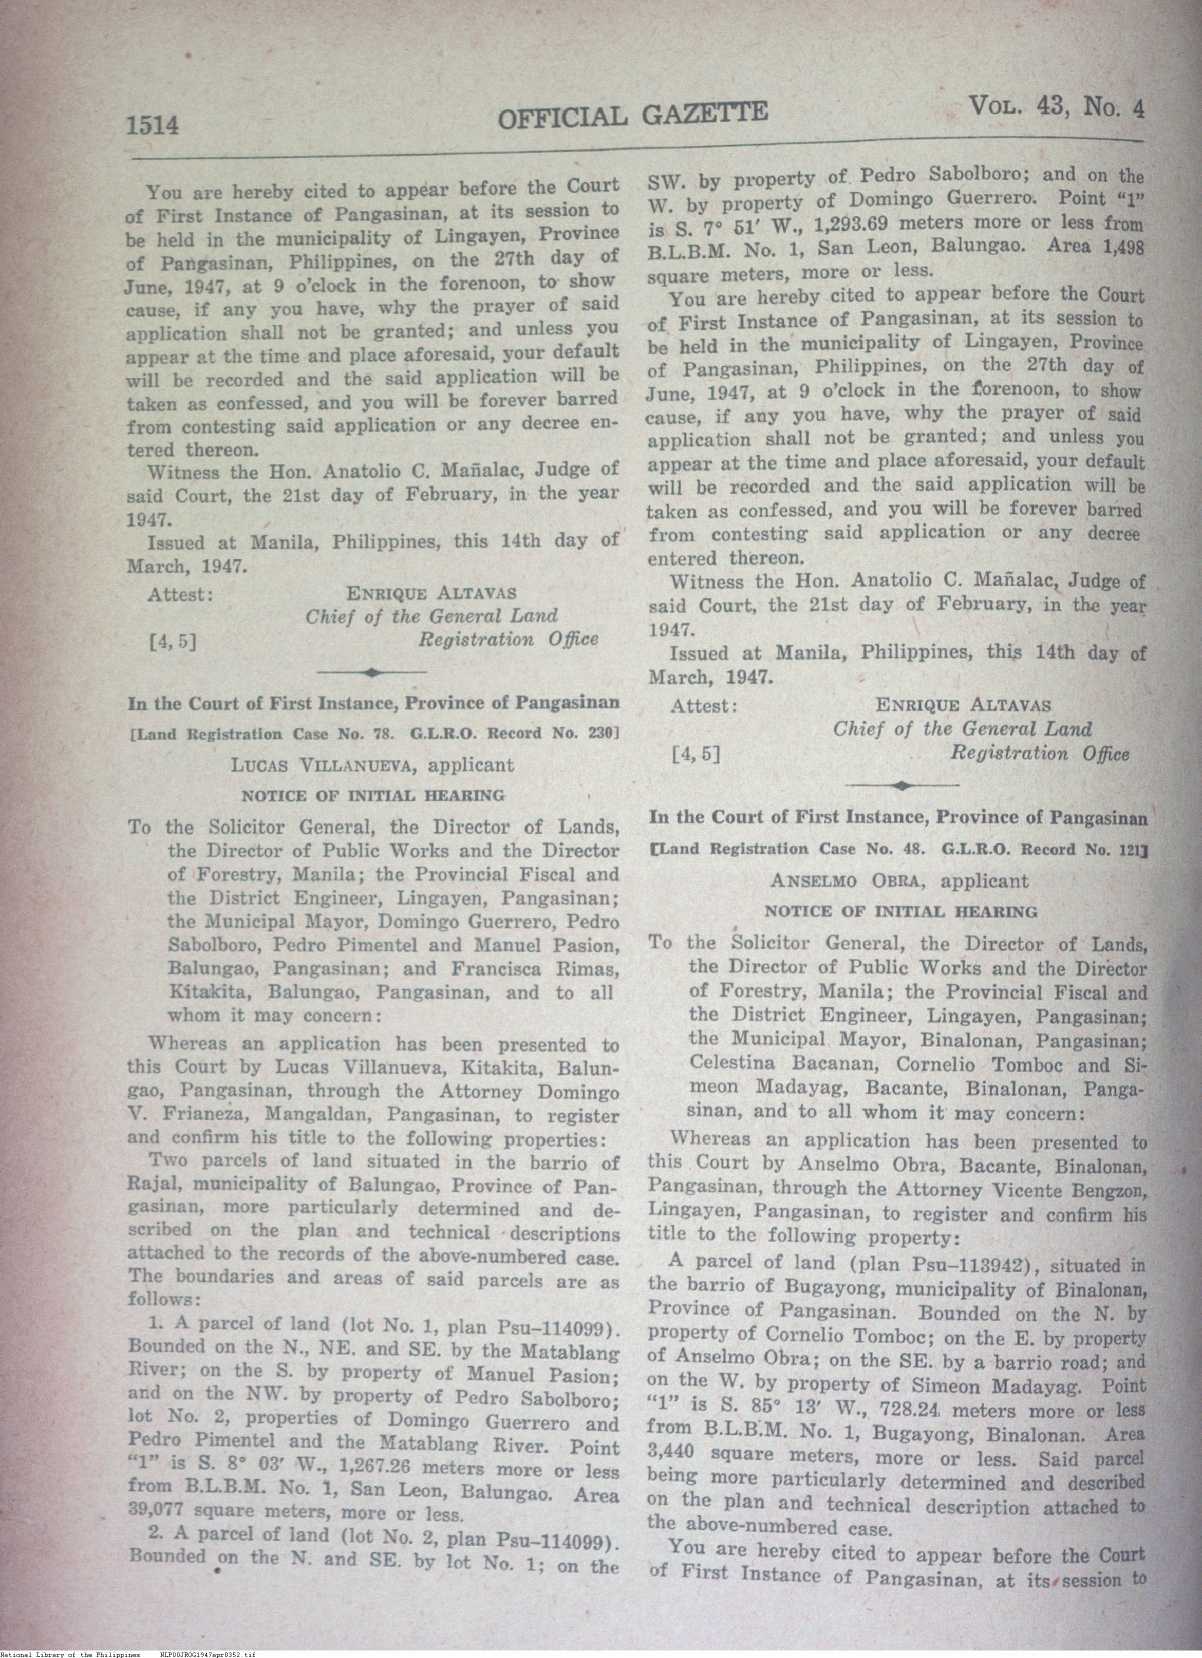 1514
OFFICIAL GAZETTE
VOL. 43, No. 4
You are hereby cited to appear before the Court
of First Instance of Pangasinan, at its session to
be held in the municipality of Lingayen, Province
of Pangasinan, Philippines, on the 27th day of
June, 1947, at 9 o'clock in the forenoon, to show
cause, if any you have, why the prayer of said
application shall not be granted; and unless you
appear at the time and place aforesaid, your default
will be recorded and the said application will be
taken as confessed, and you will be forever barred
from contesting said application or any decree en-
tered thereon.
Witness the Hon. Anatolio C. Mañalac, Judge of
said Court, the 21st day of February, in the year
1947.
Issued at Manila, Philippines, this 14th day of
March, 1947.
Attest: ENRIQUE ALTAVAS
Chief of the General Land
[4, 5] Registration Office
In the Court of First Instance, Province of Pangasinan
[Land Registration Case No. 78. G.L.R.O. Record No. 230]
LUCAS VILLANUEVA, applicant
NOTICE OF INITIAL HEARING
To the Solicitor General, the Director of Lands,
the Director of Public Works and the Director
of Forestry, Manila; the Provincial Fiscal and
the District Engineer, Lingayen, Pangasinan;
the Municipal Mayor, Domingo Guerrero, Pedro
Sabolboro, Pedro Pimentel and Manuel Pasion,
Balungao, Pangasinan; and Francisca Rimas,
Kitakita, Balungao, Pangasinan, and to all
whom it may concern:
Whereas an application has been presented to
this Court by Lucas Villanueva, Kitakita, Balun-
gao, Pangasinan, through the Attorney Domingo
V. Frianeza, Mangaldan, Pangasinan, to register
and confirm his title to the following properties:
Two parcels of land situated in the barrio of
Rajal, municipality of Balungao, Province of Pan-
gasinan, more particularly determined and de-
scribed on the plan and technical descriptions
attached to the records of the above-numbered case.
The boundaries and areas of said parcels are as
follows:
1. A parcel of land (lot No. 1, plan Psu–114099).
Bounded on the N., NE. and SE. by the Matablang
River; on the S. by property of Manuel Pasion;
and on the NW. by property of Pedro Sabolboro;
lot No. 2, properties of Domingo Guerrero and
Pedro Pimentel and the Matablang River. Point
"1" is S. 8° 03' W., 1,267.26 meters more or less
from B.L.B.M. No. 1, San Leon, Balungao. Area
39,077 square meters, more or less.
2. A parcel of land (lot No. 2, plan Psu–114099).
Bounded on the N. and SE. by lot No. 1; on the
SW. by property of Pedro Sabolboro; and on the
W. by property of Domingo Guerrero. Point "1"
is S. 7° 51' W., 1,293.69 meters more or less from
B.L.B.M. No. 1, San Leon, Balungao. Area 1,498
square meters, more or less.
You are hereby cited to appear before the Court
of First Instance of Pangasinan, at its session to
be held in the municipality of Lingayen, Province
of Pangasinan, Philippines, on the 27th day of
June, 1947, at 9 o'clock in the forenoon, to show
cause, if any you have, why the prayer of said
application shall not be granted; and unless you
appear at the time and place aforesaid, your default
will be recorded and the said application will be
taken as confessed, and you will be forever barred
from contesting said application or any decree
entered thereon.
Witness the Hon. Anatolio C. Mañalac, Judge of
said Court, the 21st day of February, in the year
1947.
Issued at Manila, Philippines, this 14th day of
March, 1947.
Attest: ENRIQUE ALTAVAS
Chief of the General Land
[4, 5] Registration Office
In the Court of First Instance, Province of Pangasinan
[Land Registration Case No. 48. G.L.R.O. Record No. 121]
ANSELMO OBRA, applicant
NOTICE OF INITIAL HEARING
To the Solicitor General, the Director of Lands,
the Director of Public Works and the Director
of Forestry, Manila; the Provincial Fiscal and
the District Engineer, Lingayen, Pangasinan;
the Municipal Mayor, Binalonan, Pangasinan;
Celestina Bacanan, Cornelio Tomboc and Si-
meon Madayag, Bacante, Binalonan, Panga-
sinan, and to all whom it may concern:
Whereas an application has been presented to
this Court by Anselmo Obra, Bacante, Binalonan,
Pangasinan, through the Attorney Vicente Bengzon,
Lingayen, Pangasinan, to register and confirm his
title to the following property:
A parcel of land (plan Psu–113942), situated in
the barrio of Bugayong, municipality of Binalonan,
Province of Pangasinan. Bounded on the N. by
property of Cornelio Tomboc; on the E. by property
of Anselmo Obra; on the SE. by a barrio road; and
on the W. by property of Simeon Madayag. Point
"1" is S. 85° 13' W., 728.24 meters more or less
from B.L.B.M. No. 1, Bugayong, Binalonan. Area
3,440 square meters, more or less. Said parcel
being more particularly determined and described
on the plan and technical description attached to
the above-numbered case.
You are hereby cited to appear before the Court
of First Instance of Pangasinan, at its session to
National Library of the Philippines NLP00JROG1947apr0352.tif